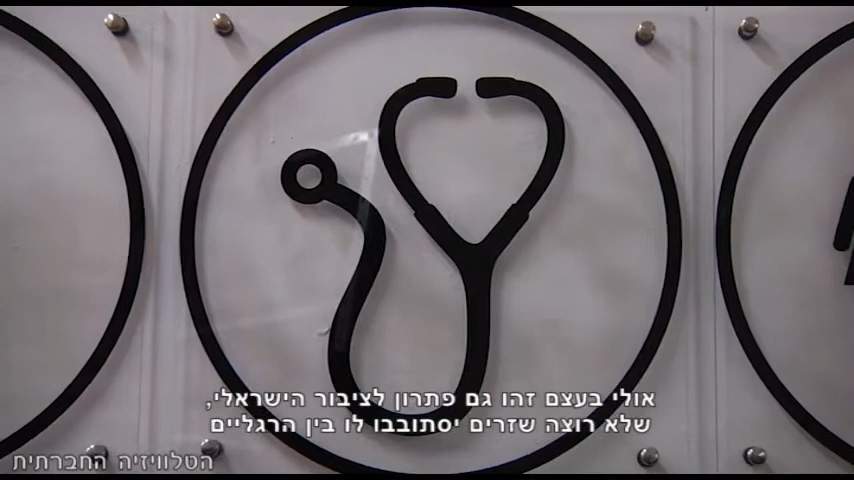 אולי בעצם זהו גם פתרון לציבור הישראלי,
שלא רוצה שזרים יסתובבו לו בין הרגליים
הטלוויזיה החברתית